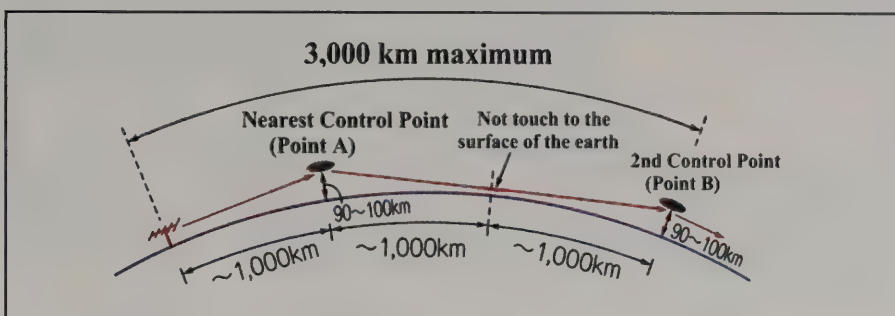 3,000 km maximum
Nearest Control Point
(Point A)
Not touch to the
surface of the earth
2nd Control Point
(Point B)
90~100km
90~100km
~1,000km
~1,000km
~1,000km